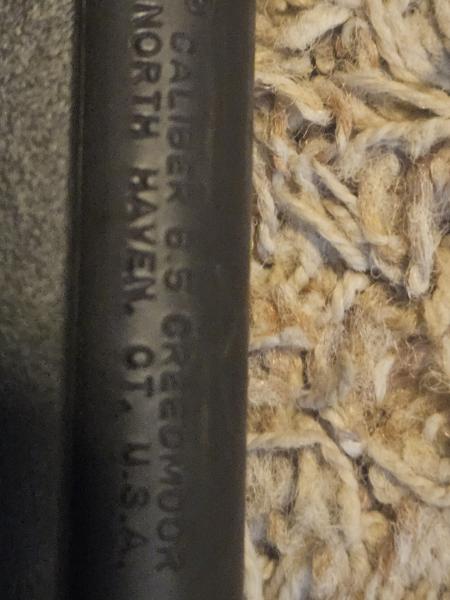 CALIBER 6.5 CREEDMOOR
NORTH HAVEN, CT. U.S.A.